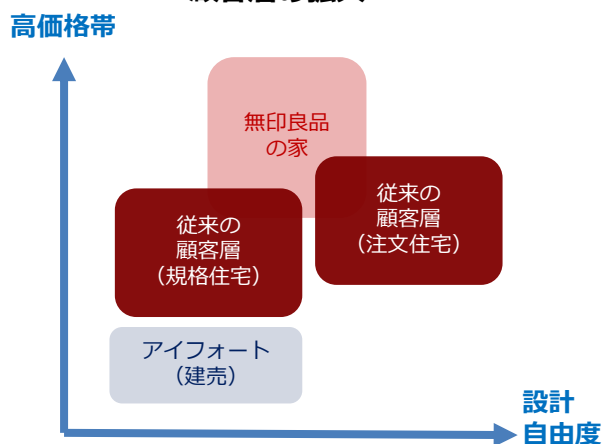 高価格帯
無印良品
の家
従来の
顧客層
（注文住宅）
従来の
顧客層
（規格住宅）
アイフォート
（建売）
設計
自由度